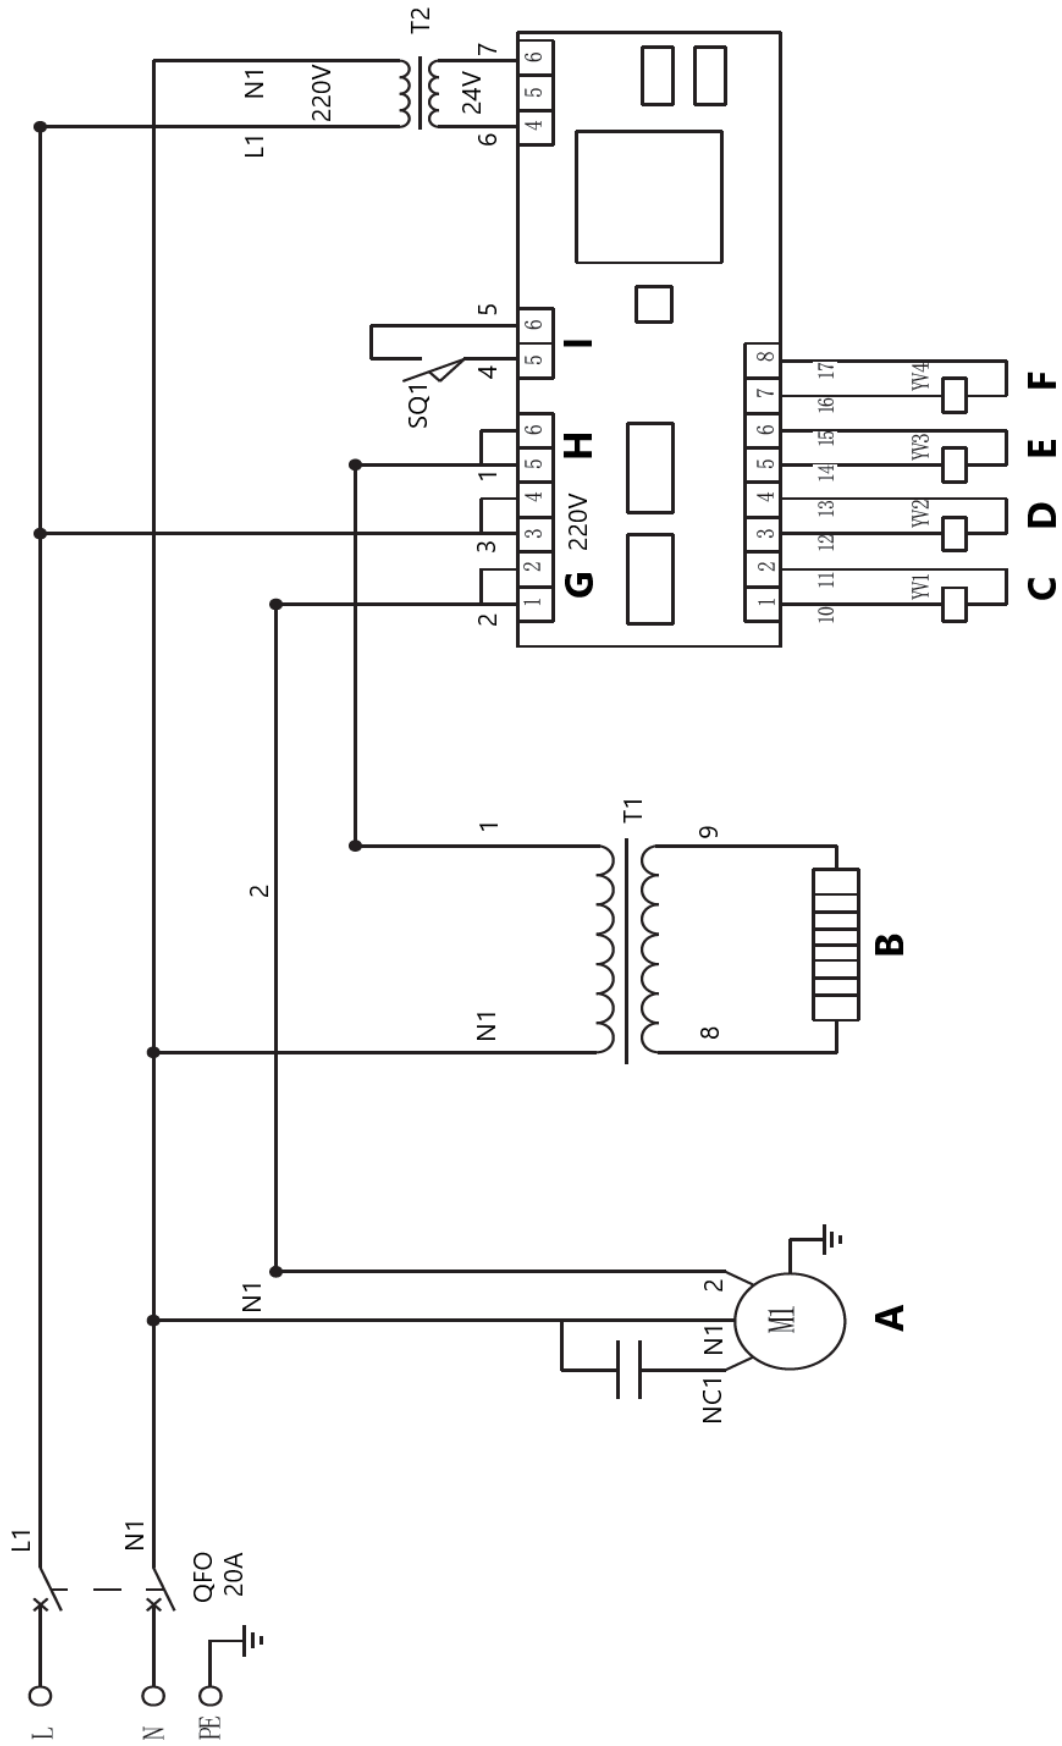 L1
L
N1
N
QFO
20A
PE
N1
2
L1
N1
220V
SQ1
T2
24V
N1
1
2
3
1
4
5
6
7
1 2 3 4 5 6
5 6
4 5 6
G
220V
H
I
T1
NC1
N1
2
8
9
1 2 3 4 5 6 7 8
M1
10 11 12 13 14 15 16 17
A
B
YV1 YV2 YV3 YV4
C D E F